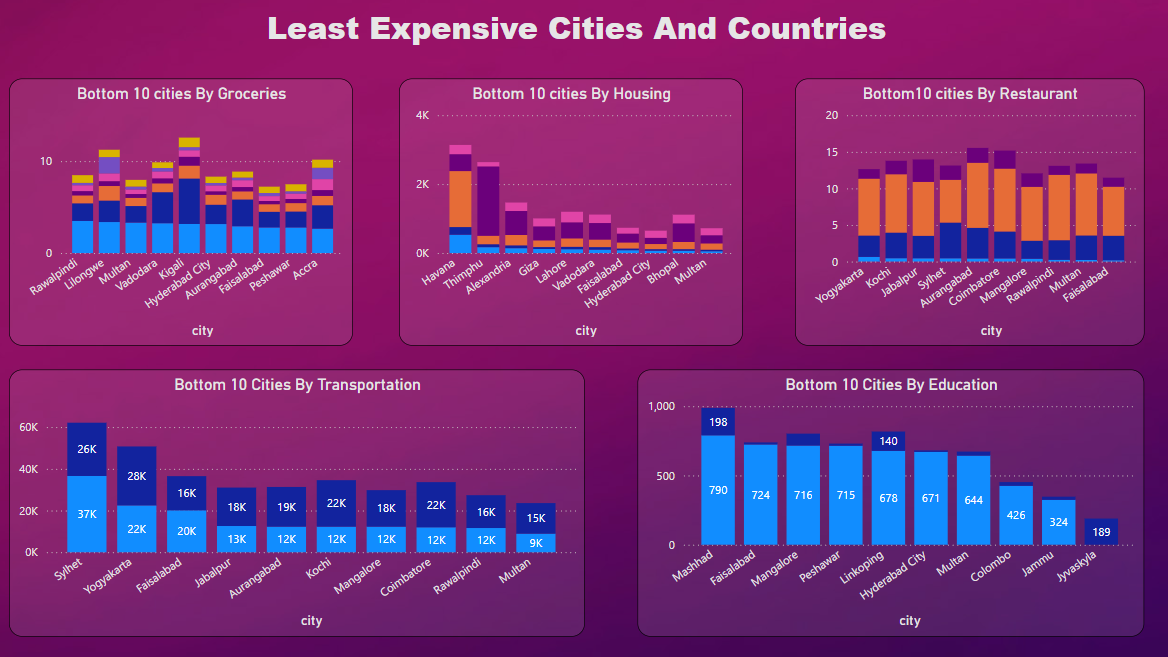 Least Expensive Cities And Countries
Bottom 10 cities By Groceries
10
0
Rawalpindi
Lilongwe
Multan
Vadodara
Kigali
Hyderabad City
Aurangabad
Faisalabad
Peshawar
Accra
city
Bottom 10 cities By Housing
4K
2K
0K
Havana
Thimphu
Alexandria
Giza
Lahore
Vadodara
Faisalabad
Hyderabad City
Bhopal
Multan
city
Bottom10 cities By Restaurant
20
15
10
5
0
Yogyakarta
Kochi
Jabalpur
Sylhet
Aurangabad
Coimbatore
Mangalore
Rawalpindi
Multan
Faisalabad
city
Bottom 10 Cities By Transportation
60K
40K
20K
0K
26K
28K
16K
18K
19K
22K
18K
22K
16K
15K
37K
22K
20K
13K
12K
12K
12K
12K
12K
9K
Sylhet
Yogyakarta
Faisalabad
Jabalpur
Aurangabad
Kochi
Mangalore
Coimbatore
Rawalpindi
Multan
city
Bottom 10 Cities By Education
1,000
500
0
198
140
790
724
716
715
678
671
644
426
324
189
Mashhad
Faisalabad
Mangalore
Peshawar
Linkoping
Hyderabad City
Multan
Colombo
Jammu
Jyvaskyla
city